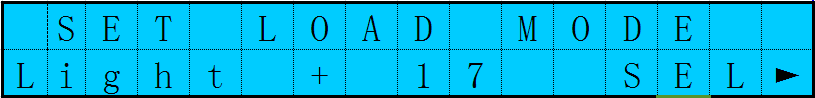 SET LOAD MODE
Light + 17 SEL►